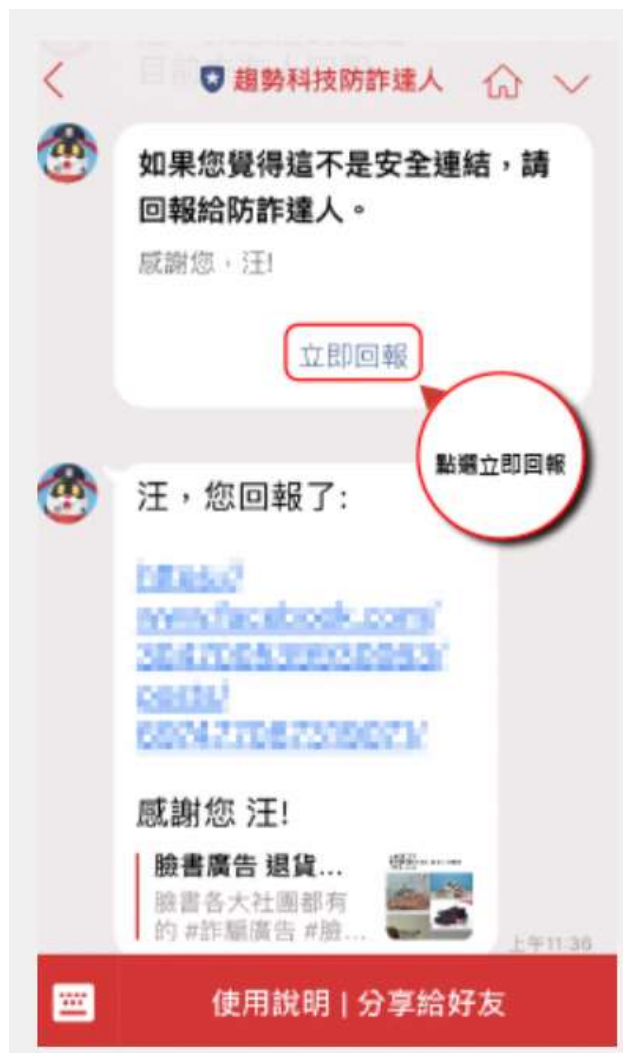 趨勢科技防詐達人
如果您覺得這不是安全連結，請
回報給防詐達人。
感謝您，汪!
立即回報
點選立即回報
汪，您回報了:
感謝您 汪!
臉書廣告 退貨...
臉書各大社團都有
的 #詐騙廣告 #臉...
上午11:36
使用說明 | 分享給好友